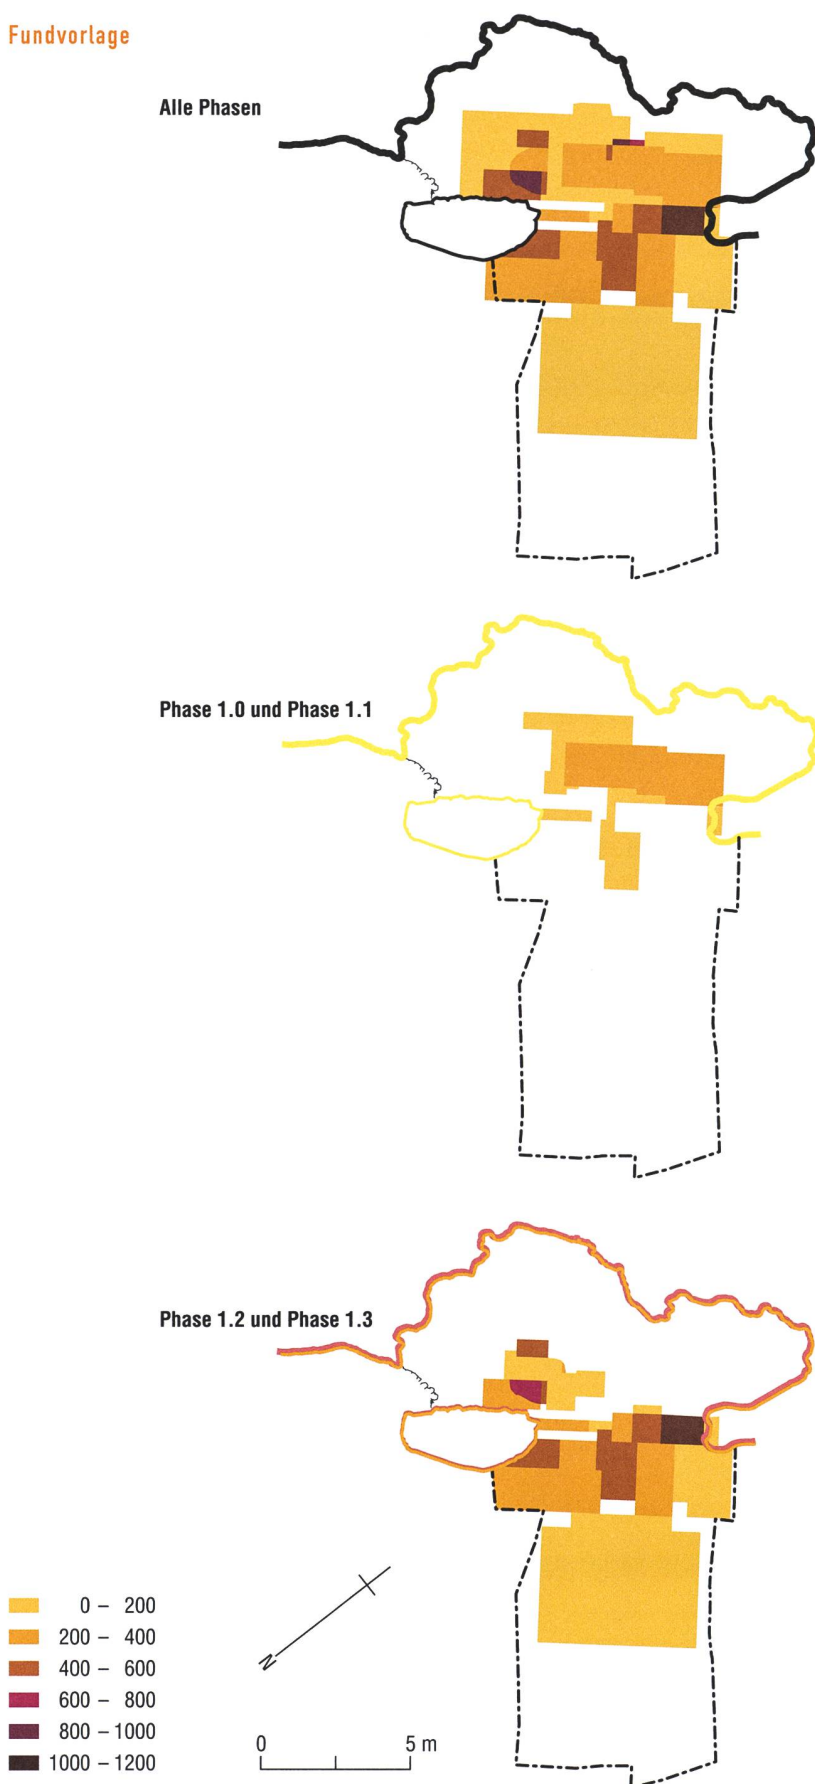 Fundvorlage
Alle Phasen
Phase 1.0 und Phase 1.1
Phase 1.2 und Phase 1.3
0 – 200
200 – 400
400 – 600
600 – 800
800 – 1000
1000 – 1200
N
0 5 m